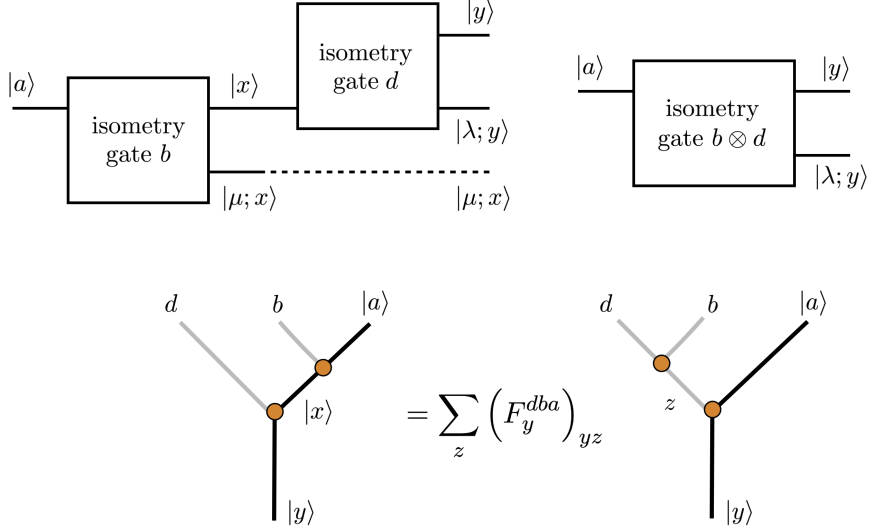 |y⟩
isometry
gate d
|a⟩
|x⟩
isometry
gate b
|λ; y⟩
|μ; x⟩
|μ; x⟩
|a⟩
|y⟩
isometry
gate b ⊗ d
|λ; y⟩
d
b
|a⟩
|x⟩
|y⟩
= ∑_z (F_y^{dba})_{yz}
d
b
|a⟩
z
|y⟩